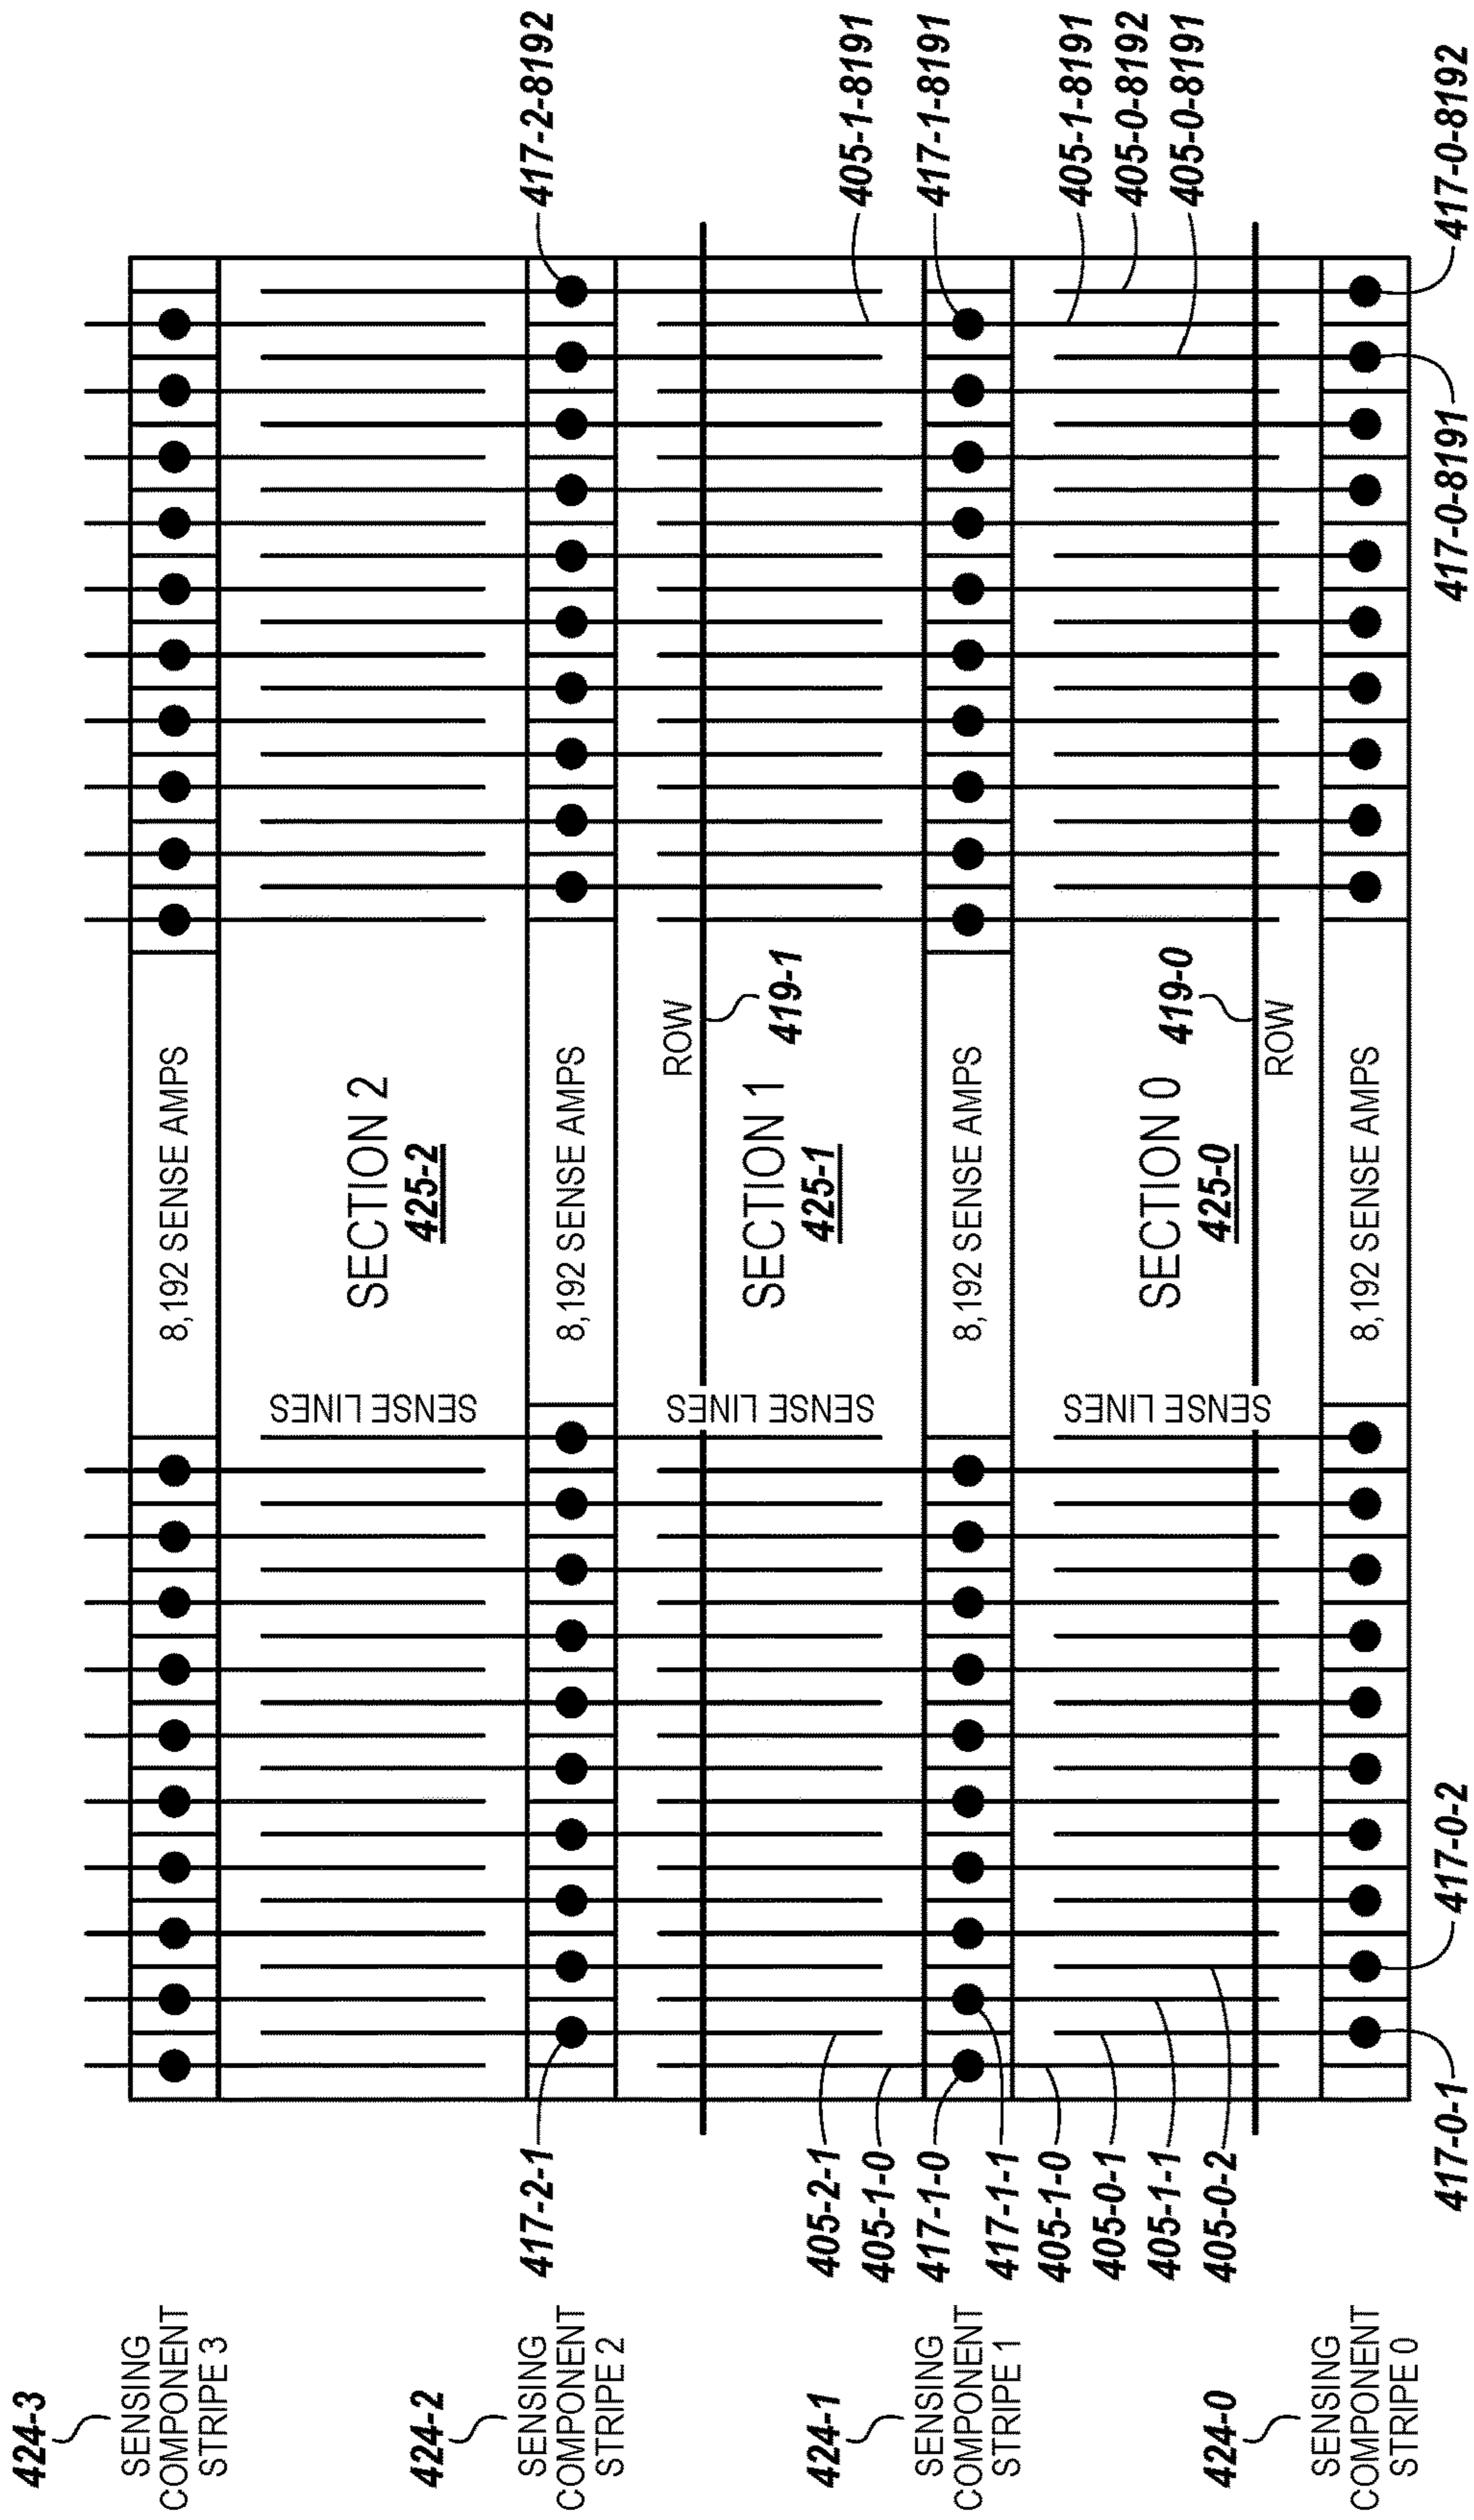 424-3
SENSING
COMPONENT
STRIPE 3
8,192 SENSE AMPS
SENSE LINES
SECTION 2
425-2
424-2
SENSING
COMPONENT
STRIPE 2
417-2-1
8,192 SENSE AMPS
417-2-8192
ROW
419-1
SENSE LINES
SECTION 1
425-1
405-2-1
405-1-0
405-1-8191
424-1
SENSING
COMPONENT
STRIPE 1
417-1-0
417-1-1
8,192 SENSE AMPS
417-1-8191
405-1-0
405-0-1
405-1-1
405-0-2
SENSE LINES
SECTION 0
425-0
419-0
ROW
405-1-8191
405-0-8192
405-0-8191
424-0
SENSING
COMPONENT
STRIPE 0
8,192 SENSE AMPS
417-0-1
417-0-2
417-0-8191
417-0-8192